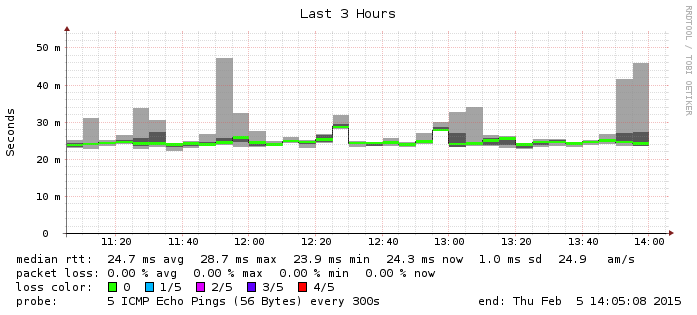 Last 3 Hours
RRDTOOL / TOBI OETIKER
Seconds
50 m
40 m
30 m
20 m
10 m
0
11:20 11:40 12:00 12:20 12:40 13:00 13:20 13:40 14:00
median rtt: 24.7 ms avg 28.7 ms max 23.9 ms min 24.3 ms now 1.0 ms sd 24.9 am/s
packet loss: 0.00 % avg 0.00 % max 0.00 % min 0.00 % now
loss color: 0 1/5 2/5 3/5 4/5
probe: 5 ICMP Echo Pings (56 Bytes) every 300s end: Thu Feb 5 14:05:08 2015